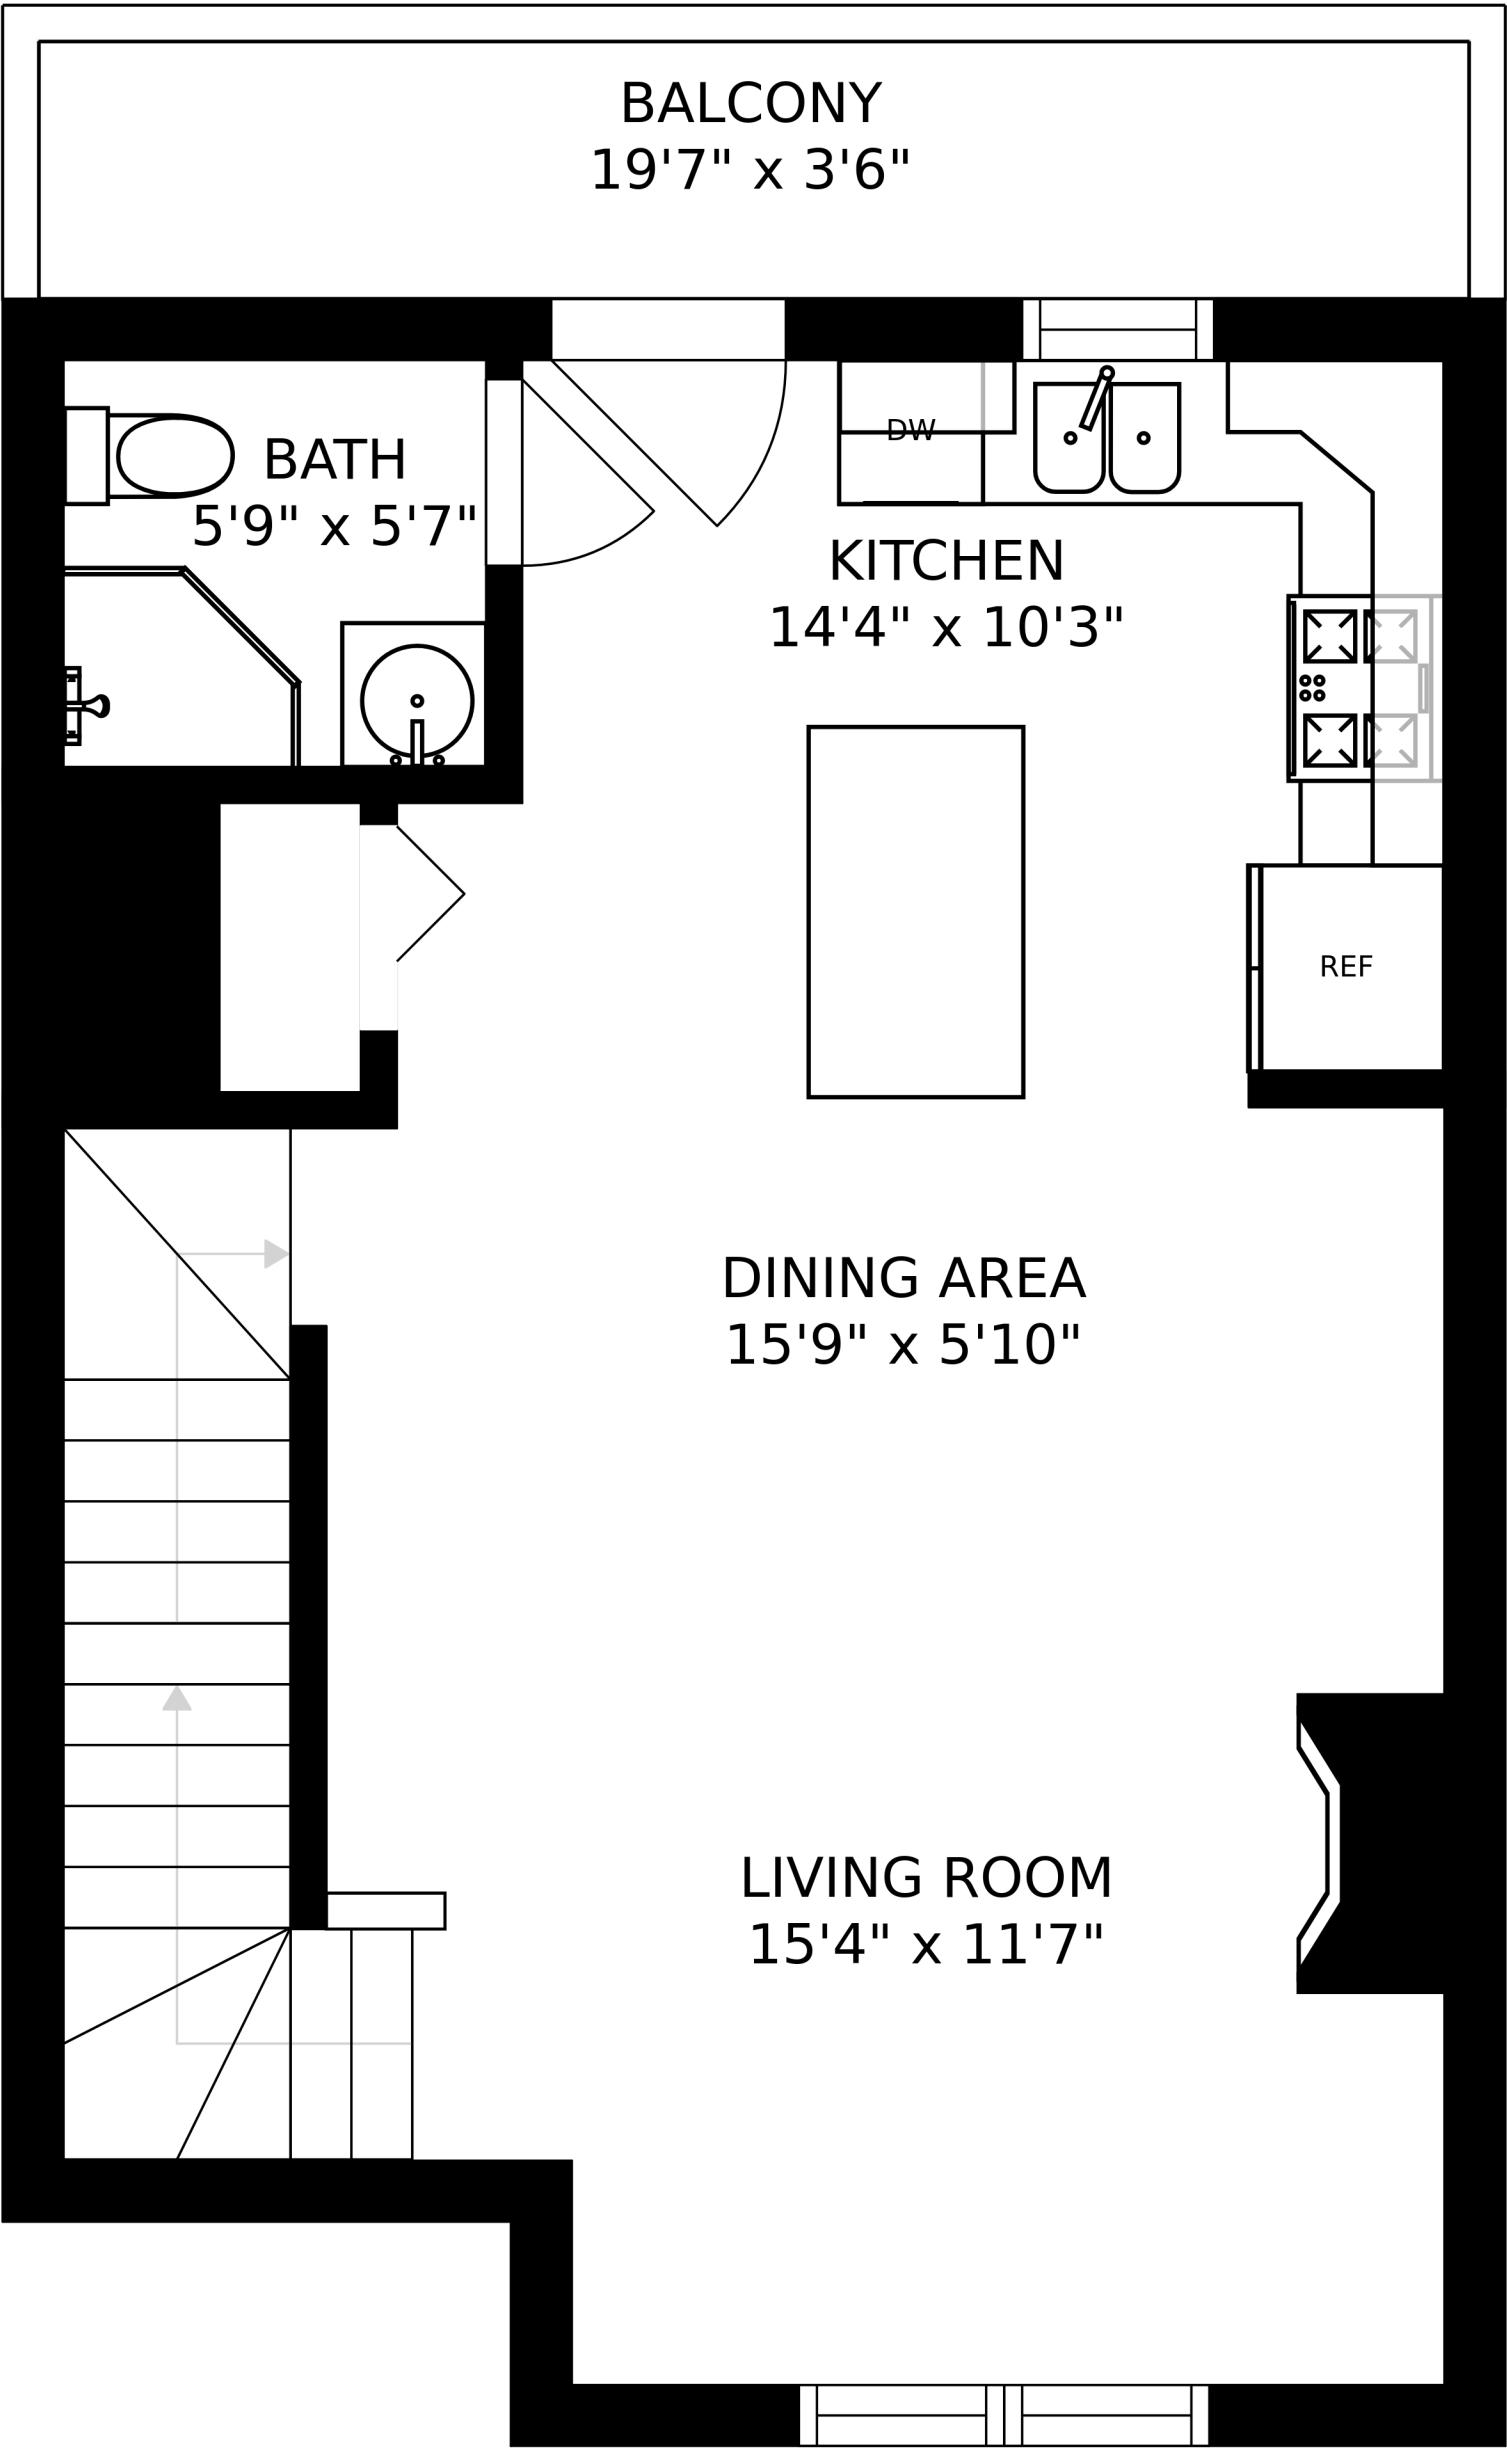 BALCONY
19'7" x 3'6"
BATH
5'9" x 5'7"
DW
KITCHEN
14'4" x 10'3"
REF
DINING AREA
15'9" x 5'10"
LIVING ROOM
15'4" x 11'7"